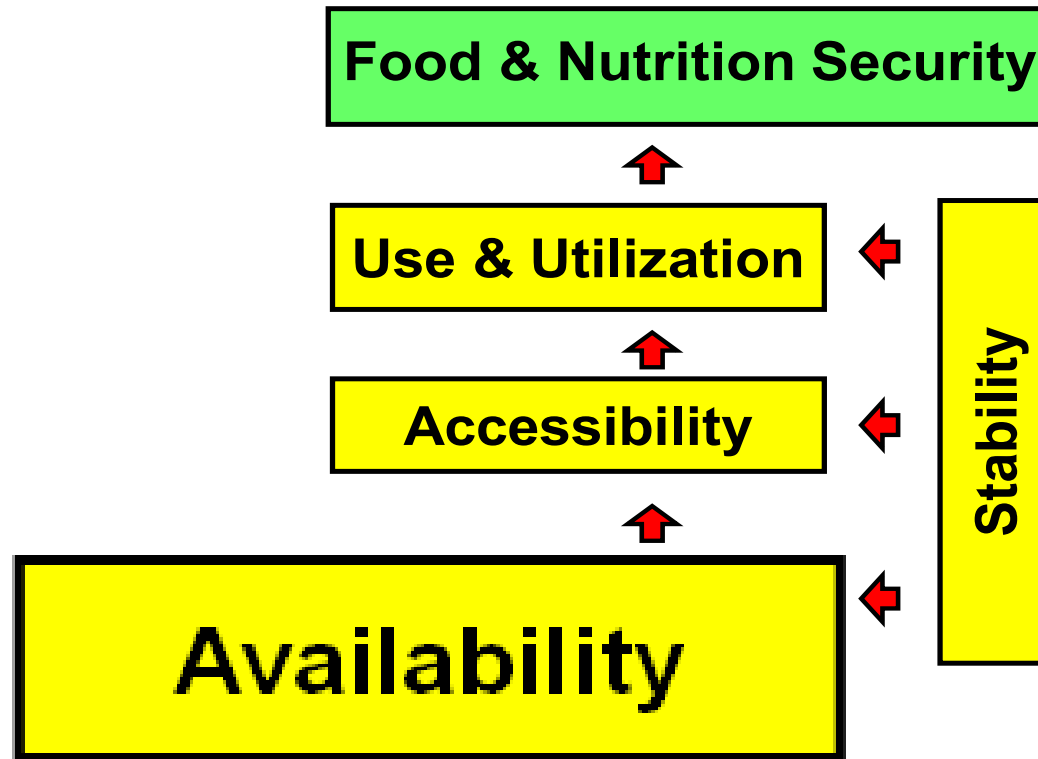 Food & Nutrition Security
Use & Utilization
Accessibility
Stability
Availability